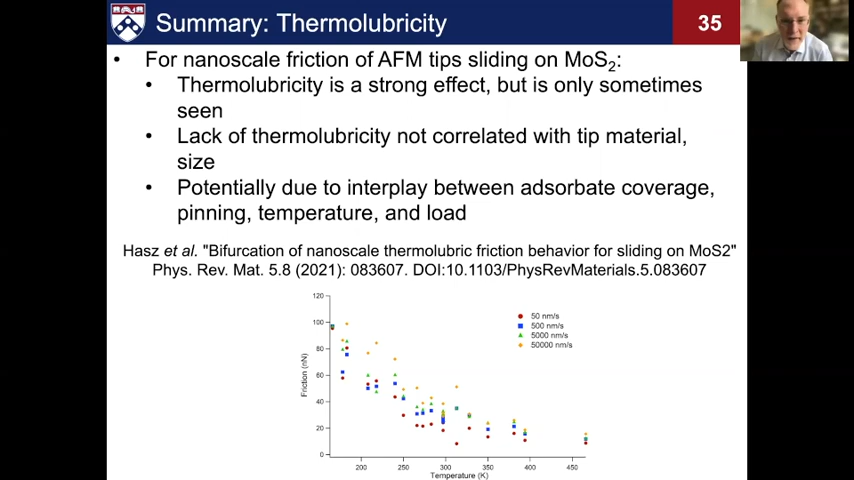 Summary: Thermolubricity
35
• For nanoscale friction of AFM tips sliding on MoS2:
• Thermolubricity is a strong effect, but is only sometimes
seen
• Lack of thermolubricity not correlated with tip material,
size
• Potentially due to interplay between adsorbate coverage,
pinning, temperature, and load
Hasz et al. "Bifurcation of nanoscale thermolubric friction behavior for sliding on MoS2"
Phys. Rev. Mat. 5.8 (2021): 083607. DOI:10.1103/PhysRevMaterials.5.083607
120
100
80
60
40
20
0
Friction (nN)
50 nm/s
500 nm/s
5000 nm/s
50000 nm/s
200
250
300
350
400
450
Temperature (K)